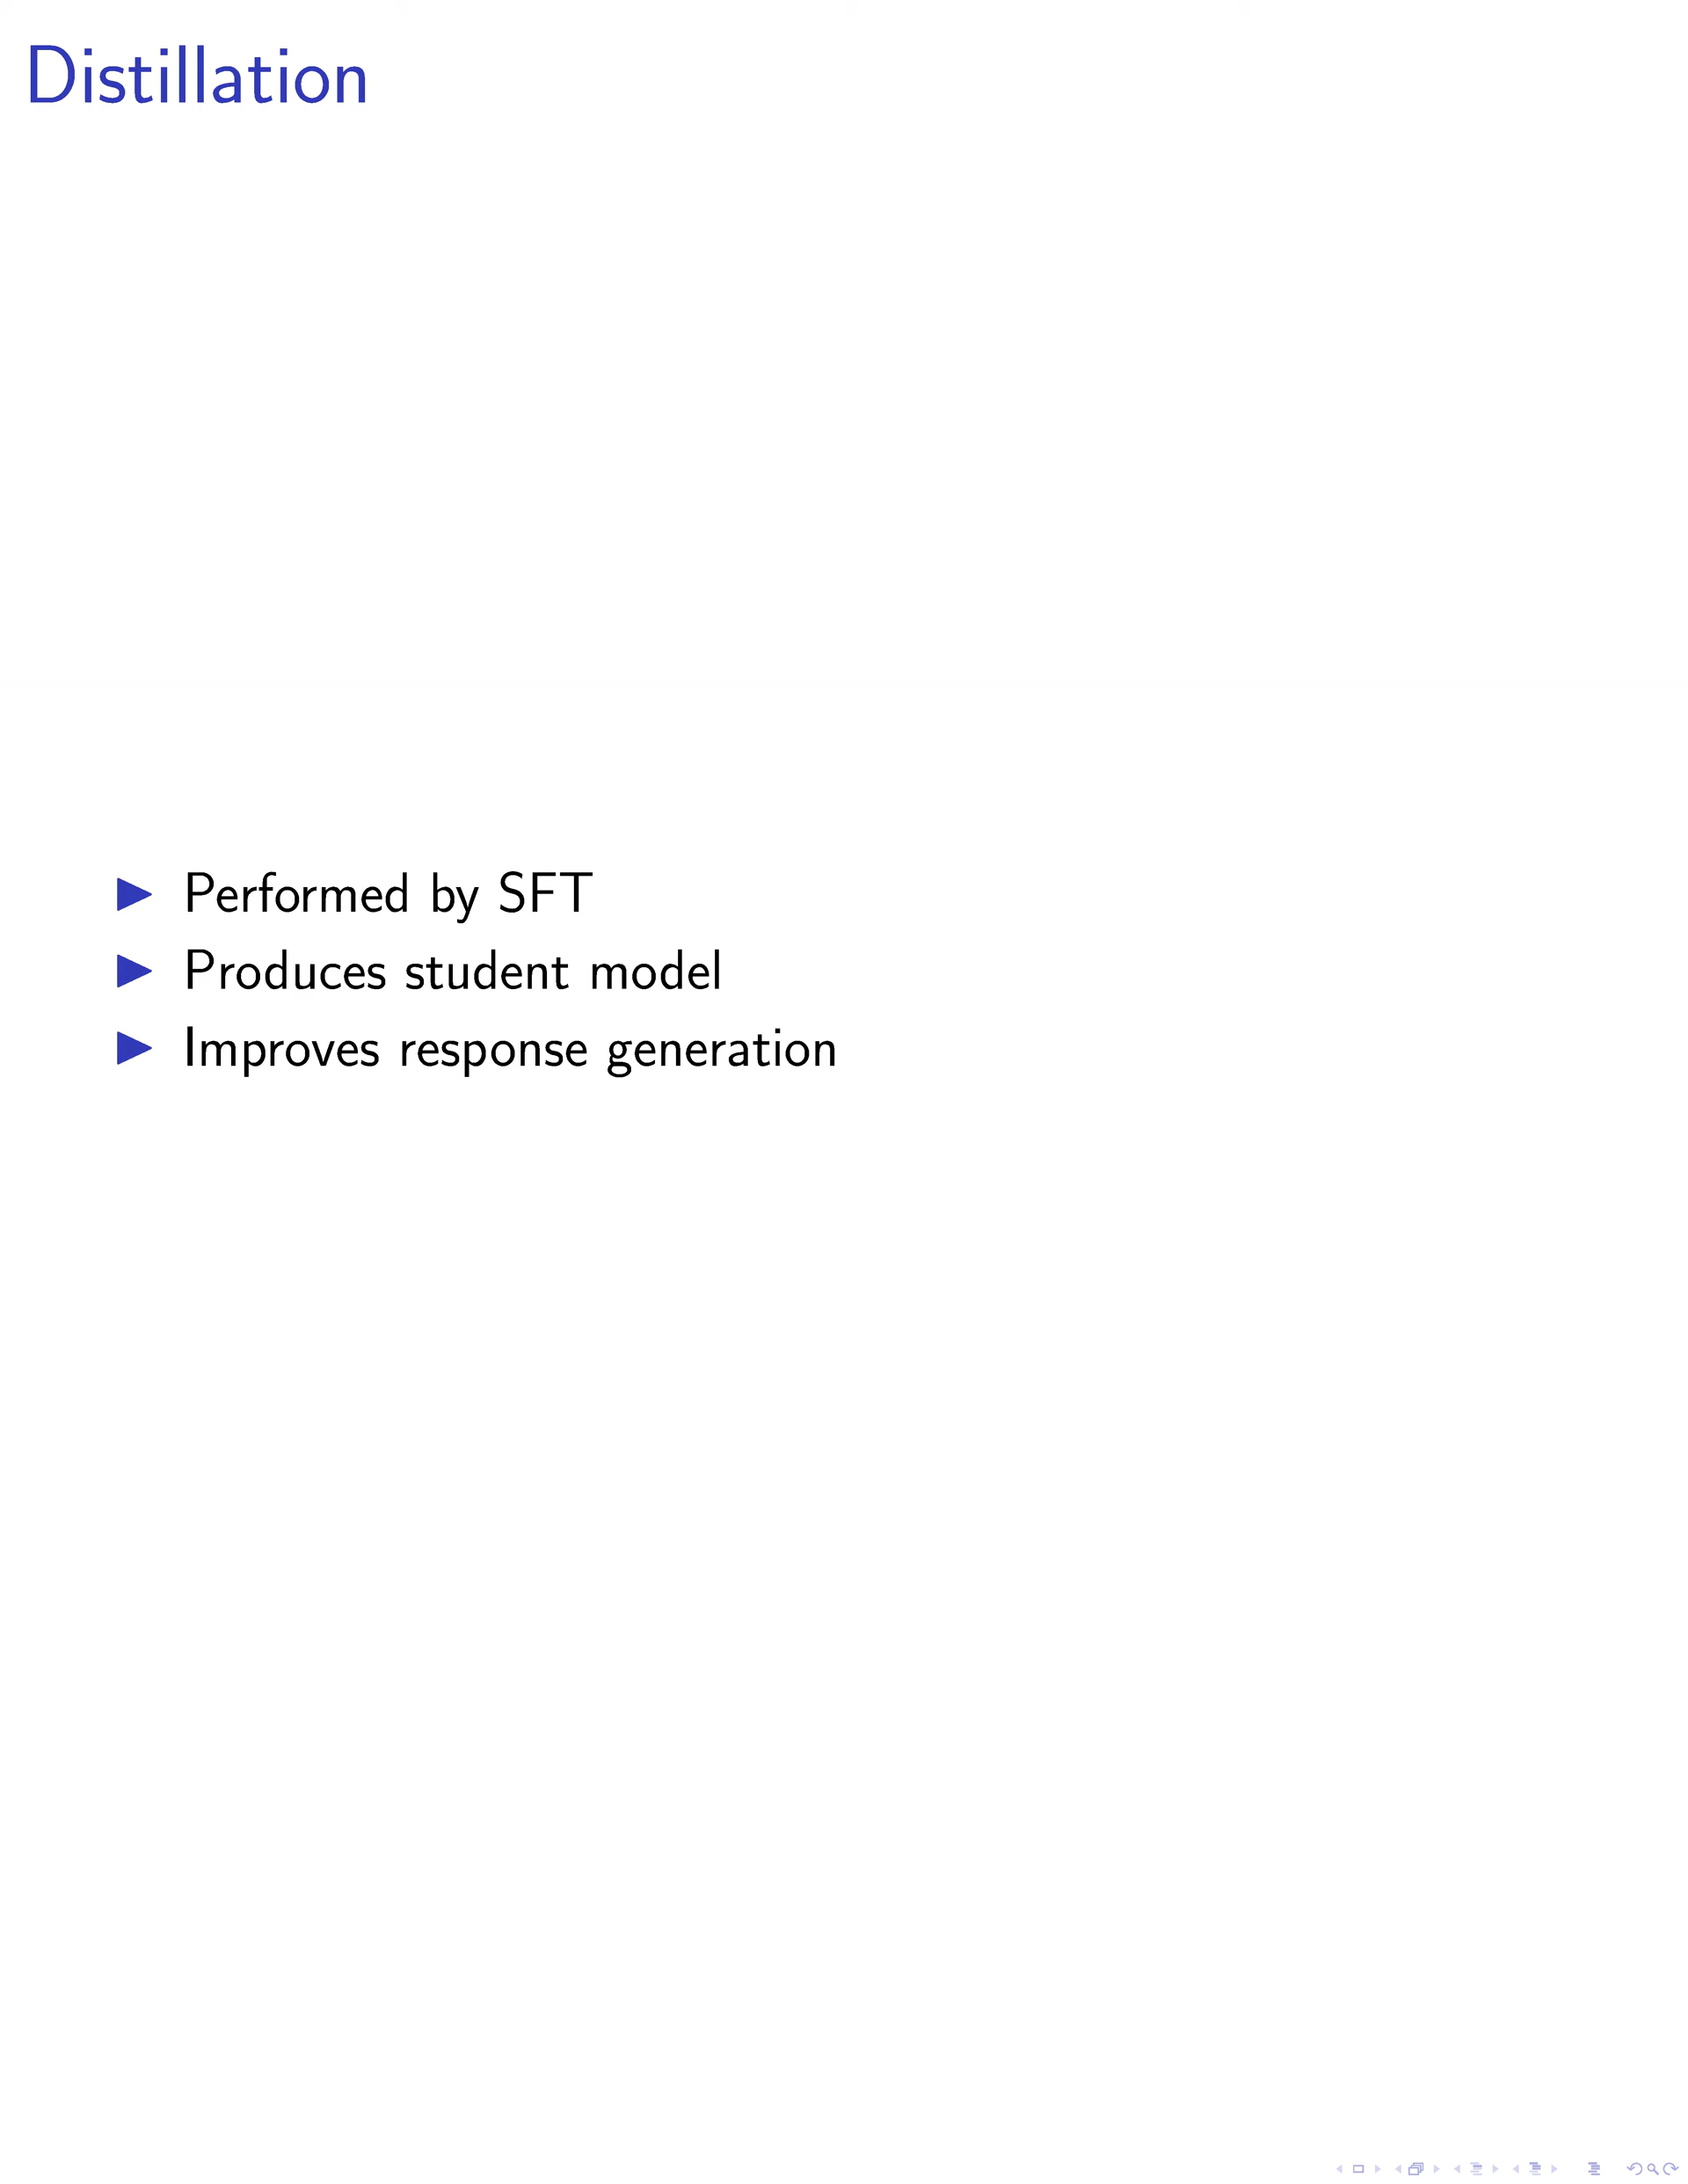 Distillation
Performed by SFT
Produces student model
Improves response generation